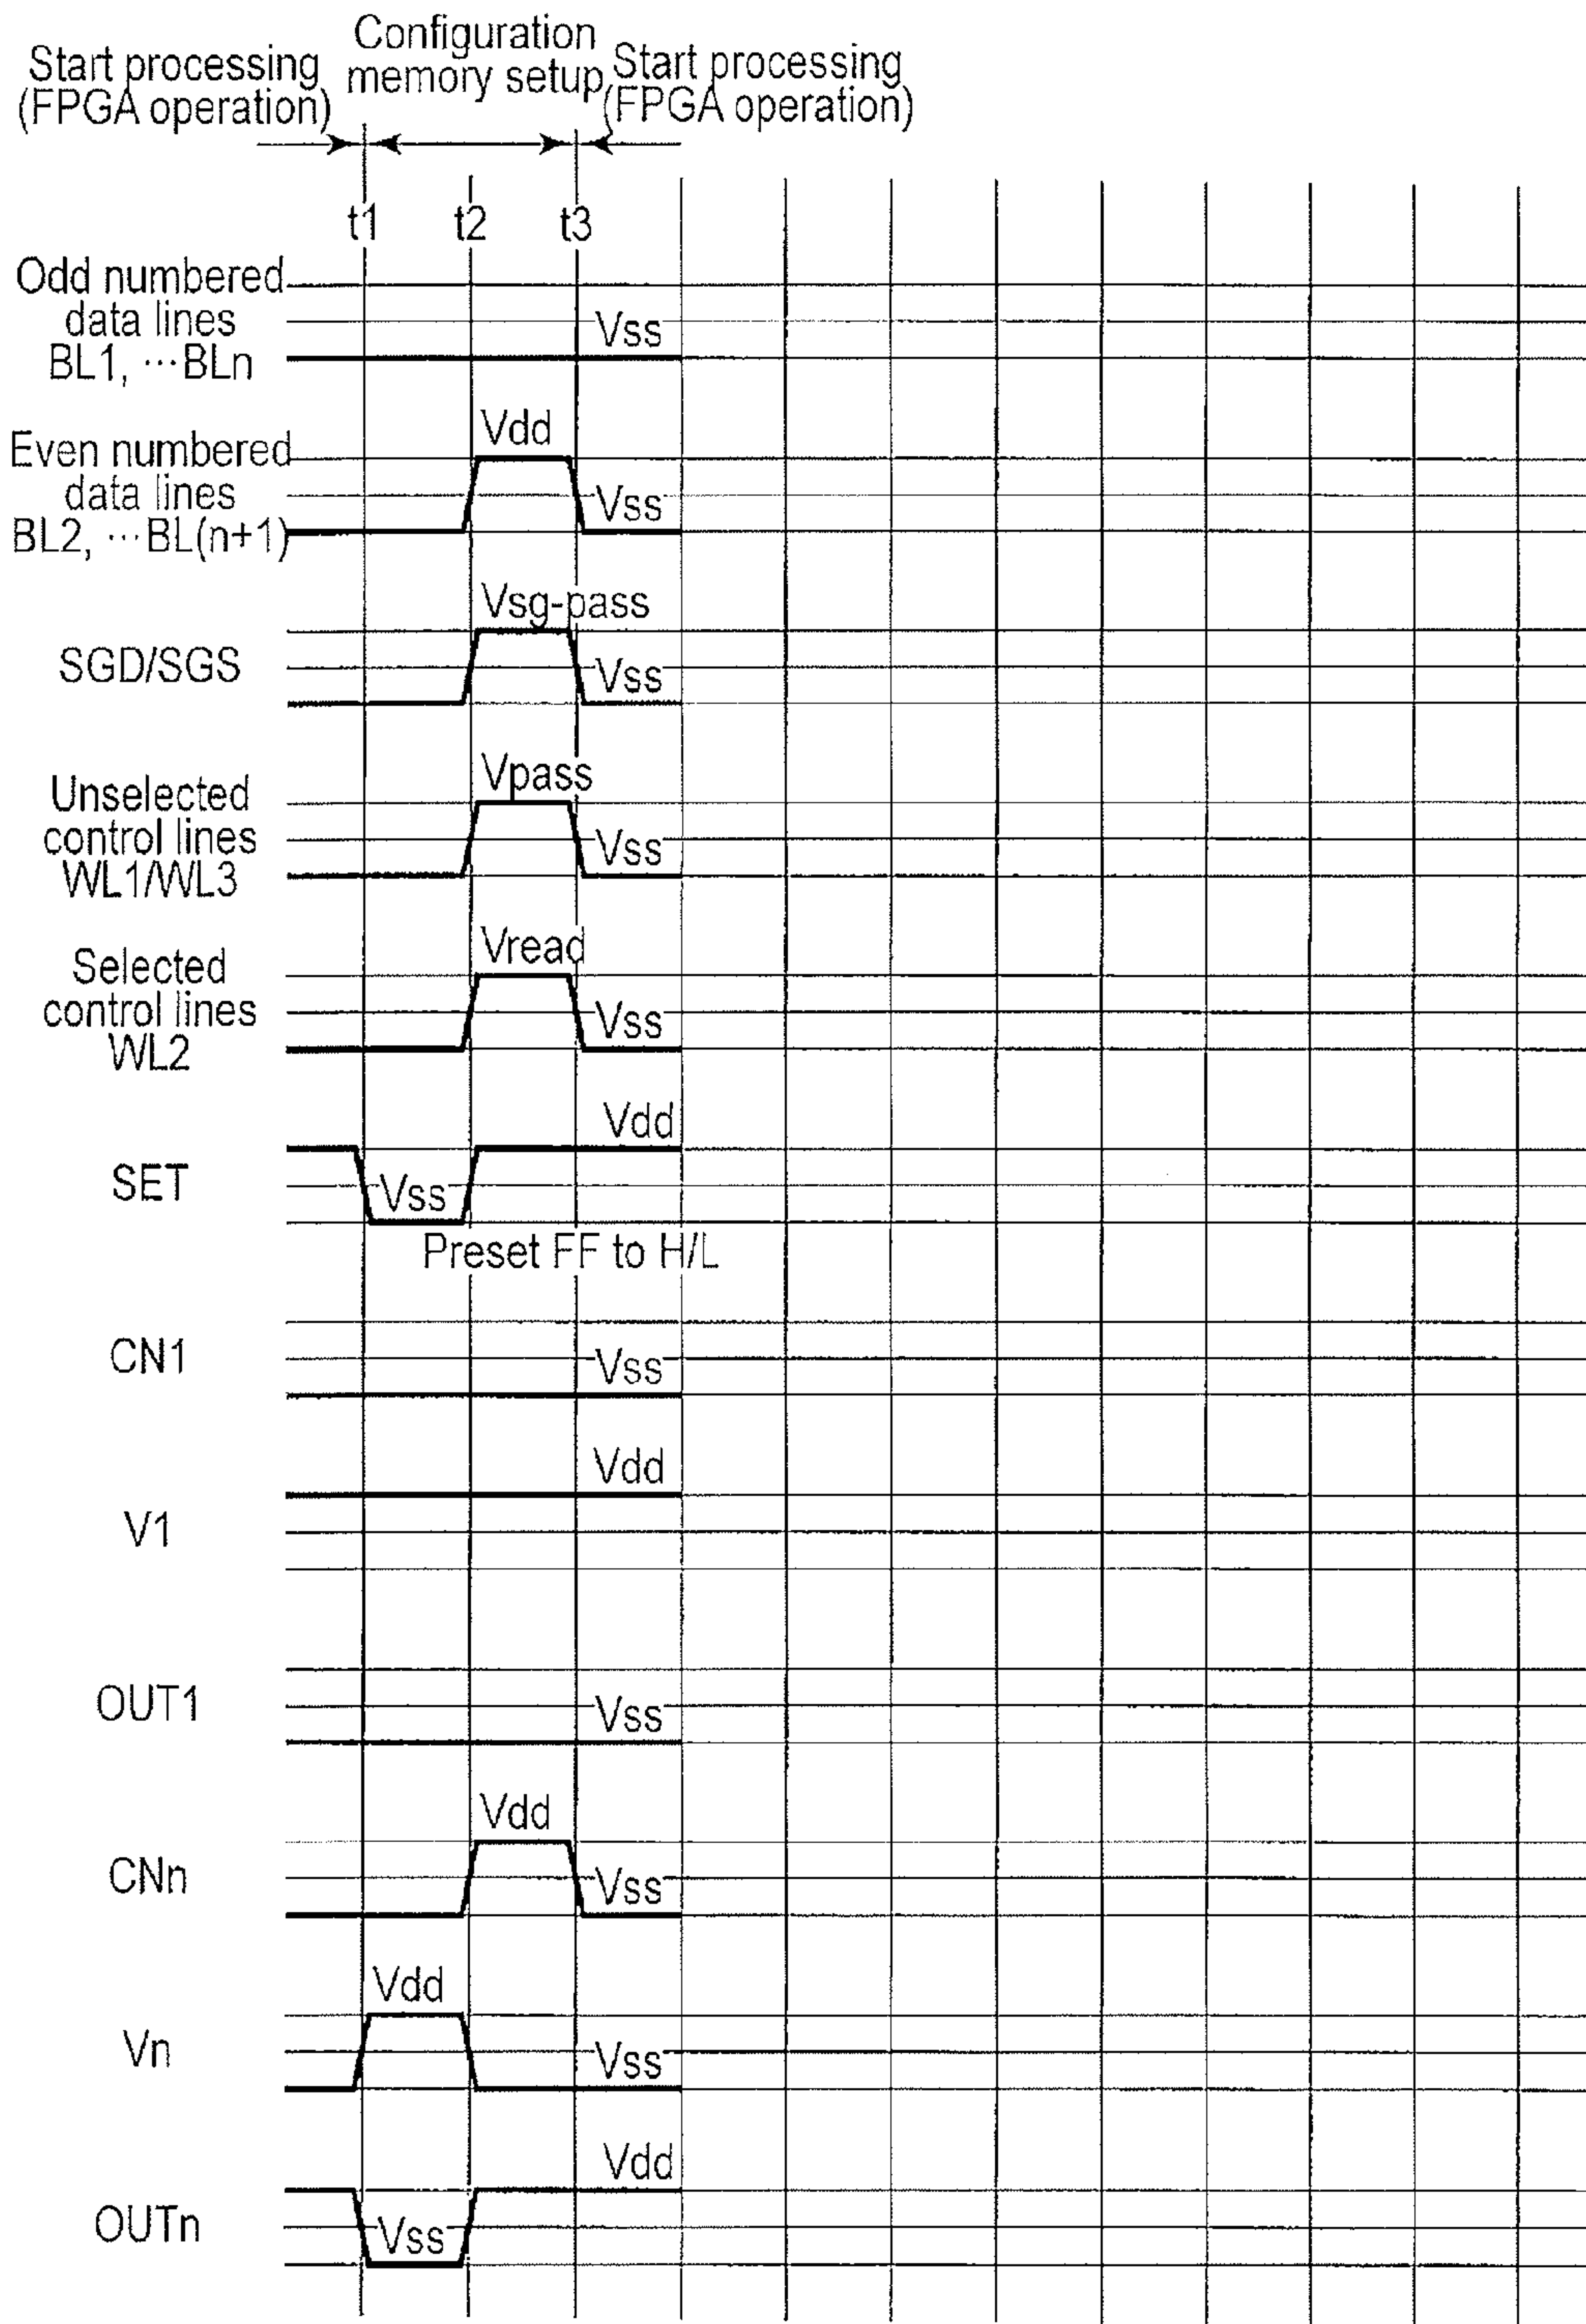 Start processing
(FPGA operation)
Configuration
memory setup
Start processing
(FPGA operation)
t1
t2
t3
Odd numbered
data lines
BL1, ···BLn
Vss
Even numbered
data lines
BL2, ···BL(n+1)
Vdd
Vss
SGD/SGS
Vsg-pass
Vss
Unselected
control lines
WL1/WL3
Vpass
Vss
Selected
control lines
WL2
Vread
Vss
SET
Vss
Vdd
Preset FF to H/L
CN1
Vss
V1
Vdd
OUT1
Vss
CNn
Vdd
Vss
Vn
Vdd
Vss
OUTn
Vss
Vdd